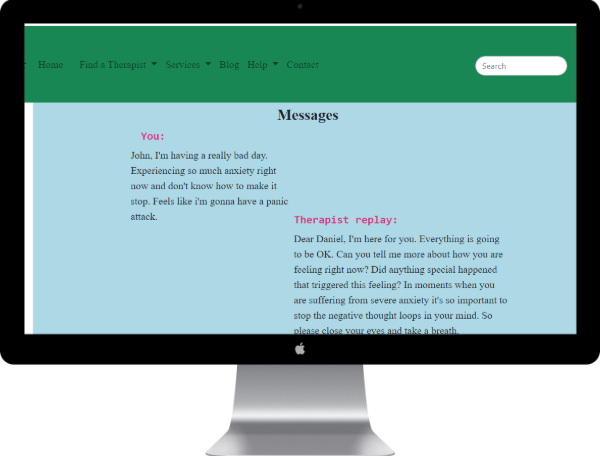 Home Find a Therapist Services Blog Help Contact Search
Messages
You:
John, I'm having a really bad day.
Experiencing so much anxiety right
now and don't know how to make it
stop. Feels like i'm gonna have a panic
attack.
Therapist replay:
Dear Daniel, I'm here for you. Everything is going
to be OK. Can you tell me more about how you are
feeling right now? Did anything special happened
that triggered this feeling? In moments when you
are suffering from severe anxiety it's so important to
stop the negative thought loops in your mind. So
please close your eyes and take a breath.